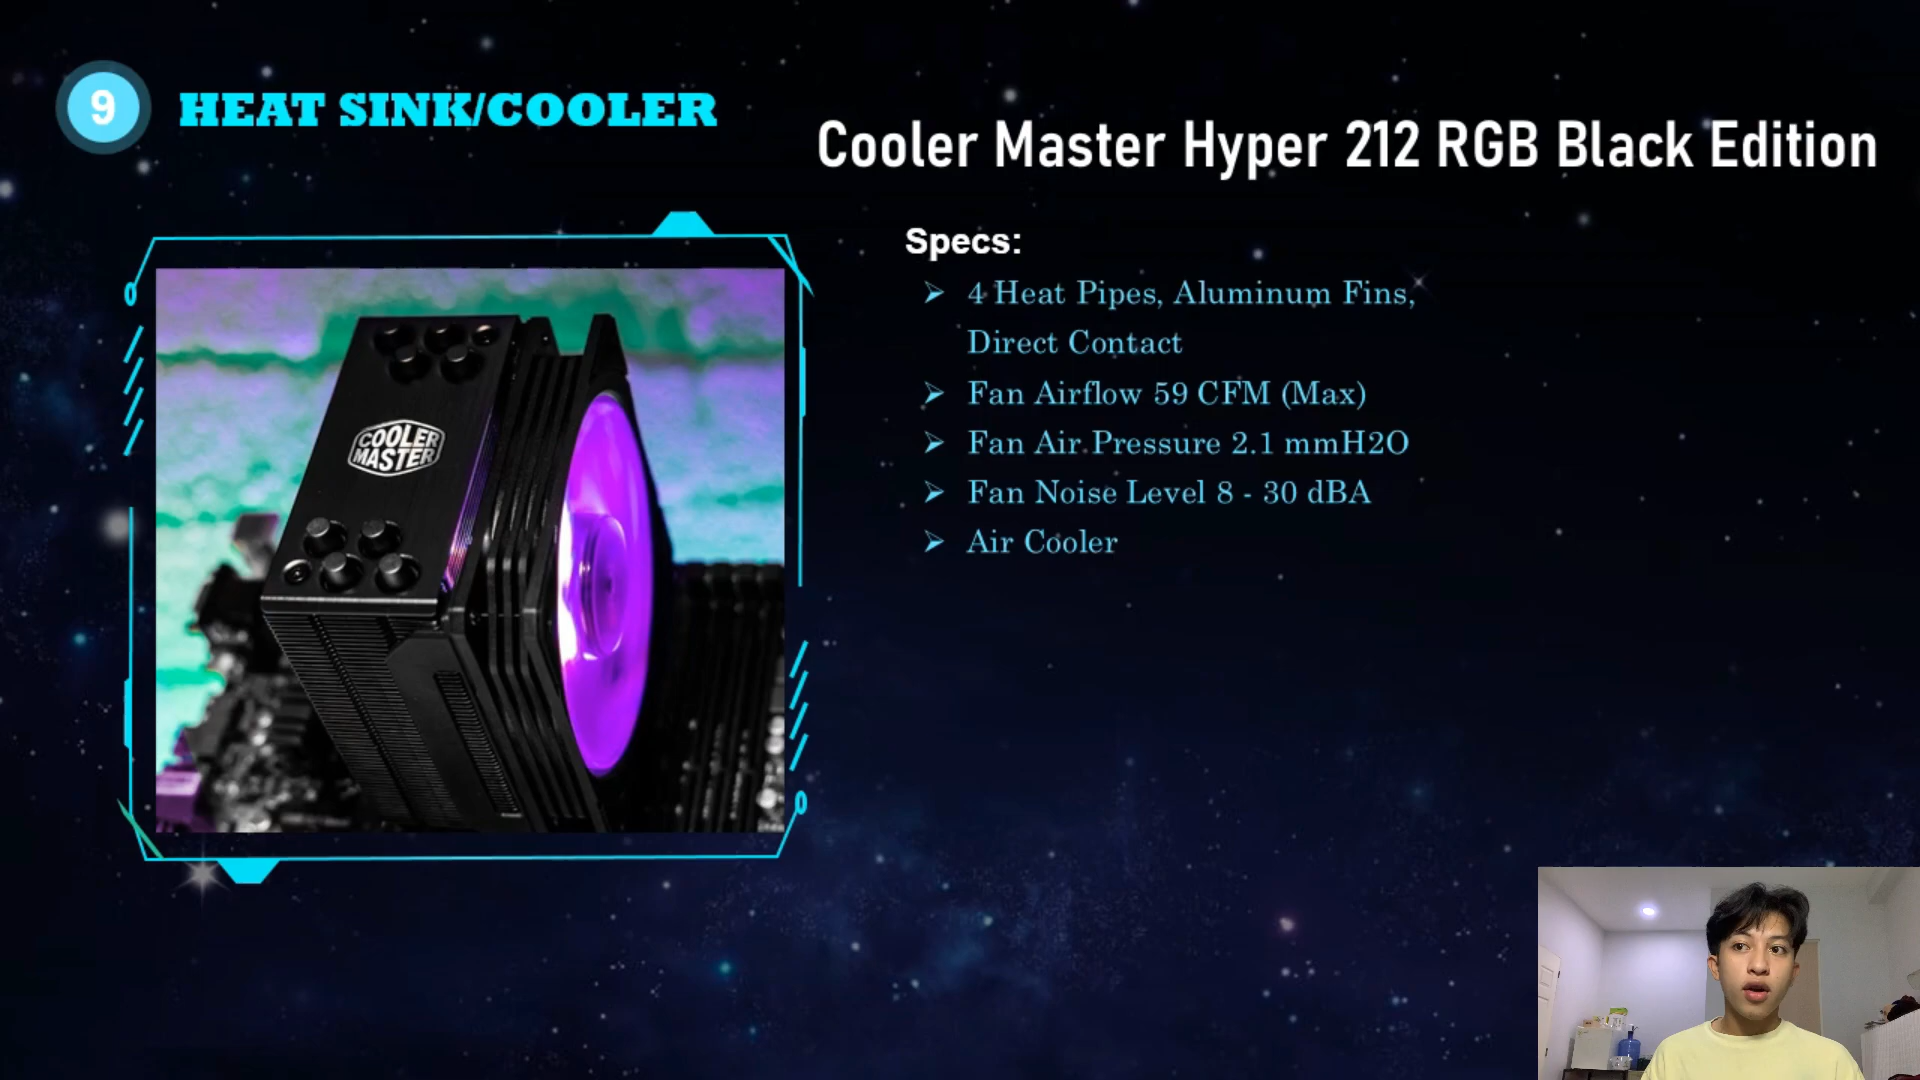 9
HEAT SINK/COOLER
Cooler Master Hyper 212 RGB Black Edition
Specs:
➢ 4 Heat Pipes, Aluminum Fins,
Direct Contact
➢ Fan Airflow 59 CFM (Max)
➢ Fan Air Pressure 2.1 mmH2O
➢ Fan Noise Level 8 - 30 dBA
➢ Air Cooler
COOLER
MASTER